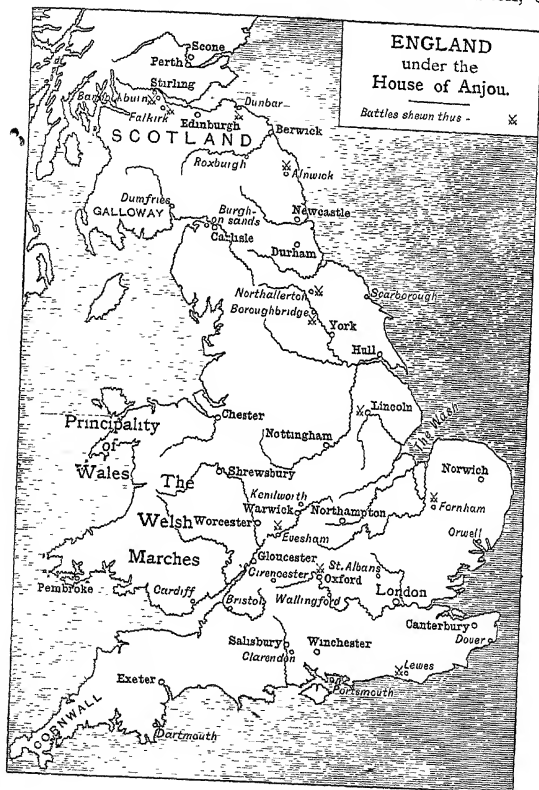 ENGLAND
under the
House of Anjou.
Battles shewn thus -
Scone
Perth
Stirling
Dunbar
Falkirk
Edinburgh
Berwick
SCOTLAND
Roxburgh
Alnwick
Dumfries
GALLOWAY
Burgh-
on sands
Newcastle
Carlisle
Durham
Northallerton
Scarborough
Boroughbridge
York
Hull
Lincoln
Chester
The Wash
Principality
of
Wales
Nottingham
Norwich
The
Shrewsbury
Kenilworth
Warwick
Northampton
Fornham
Welsh
Worcester
Evesham
Orwell
Marches
Gloucester
St. Albans
Cirencester
Oxford
Pembroke
Cardiff
London
Bristol
Wallingford
Canterbury
Dover
Salisbury
Winchester
Clarendon
Lewes
Exeter
Portsmouth
CORNWALL
Dartmouth